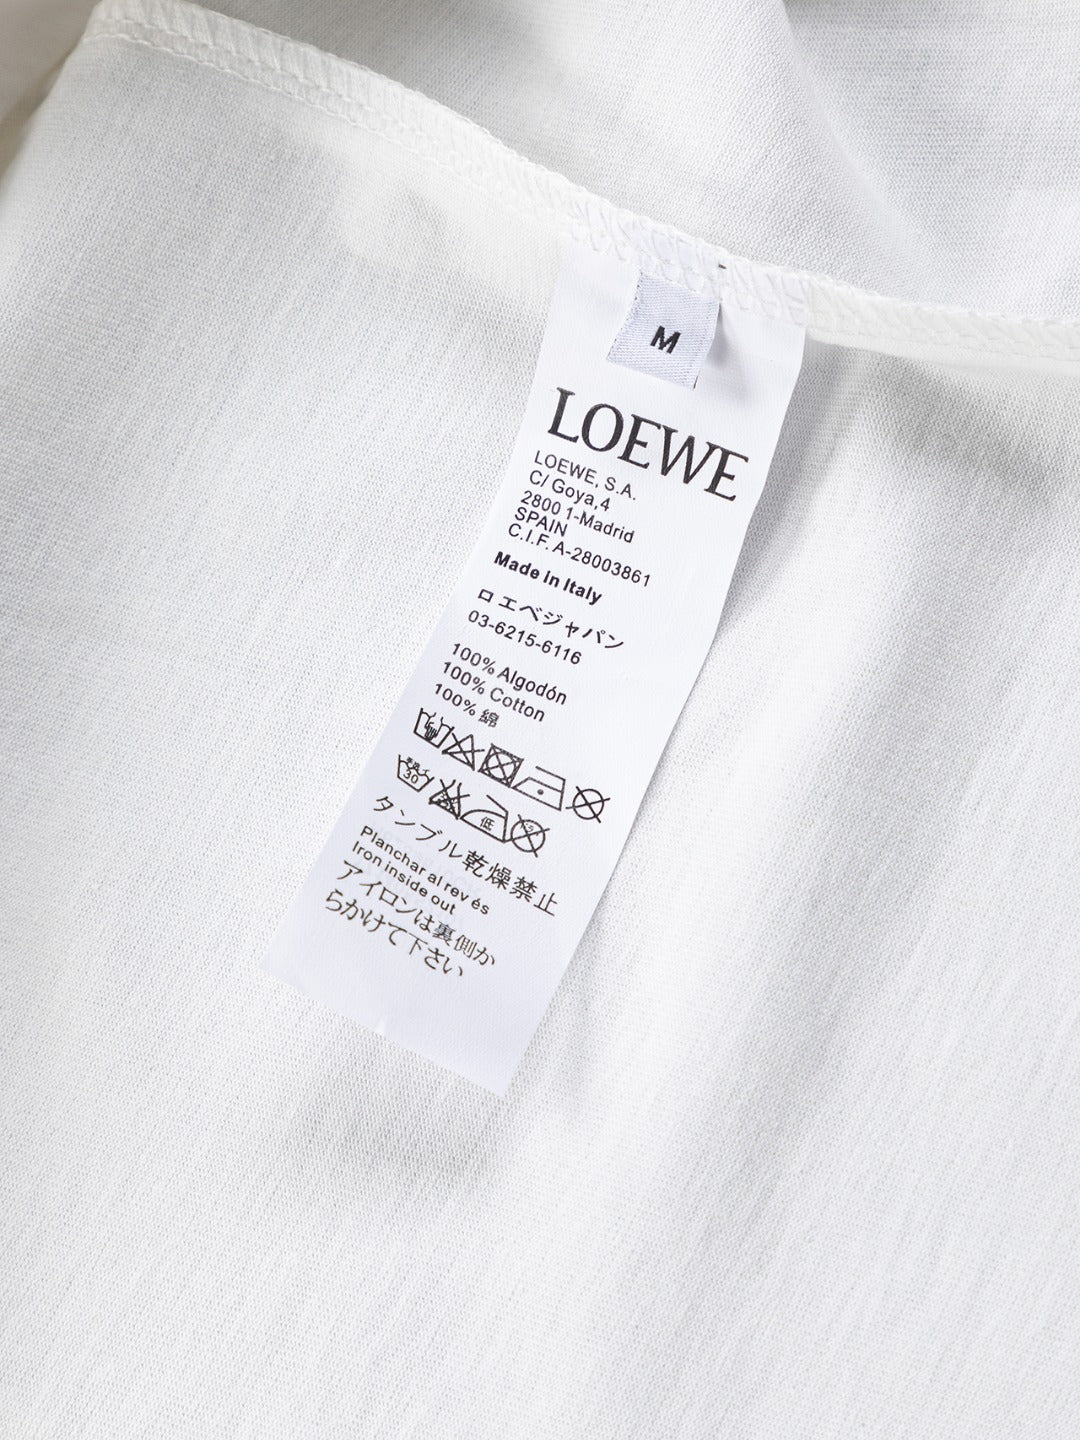 M
LOEWE
LOEWE, S.A.
C/ Goya,4
2800 1-Madrid
SPAIN
C.I.F. A-28003861
Made in Italy
ロエベジャパン
03-6215-6116
100% Algodón
100% Cotton
100% 綿
30
低
タンブル乾燥禁止
Planchar al rev és
Iron inside out
アイロンは裏側か
らかけて下さい